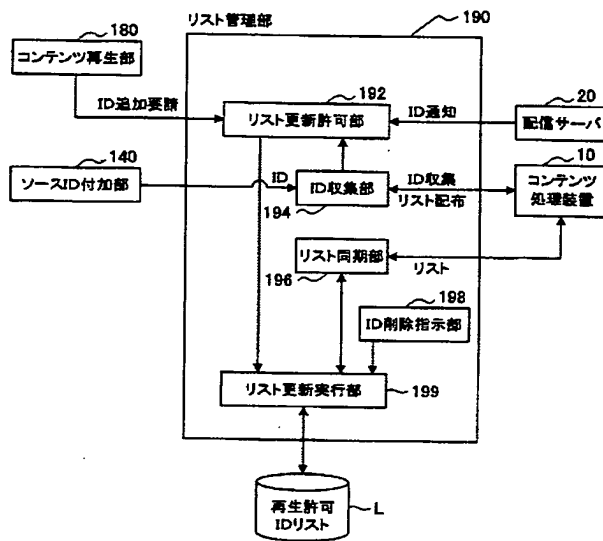 リスト管理部
190
180
コンテンツ再生部
ID追加要請
192
リスト更新許可部
ID通知
20
配信サーバ
140
ソースID付加部
ID
ID収集部
194
ID収集
リスト配布
10
コンテンツ
処理装置
リスト同期部
196
リスト
198
ID削除指示部
リスト更新実行部
199
再生許可
IDリスト
L